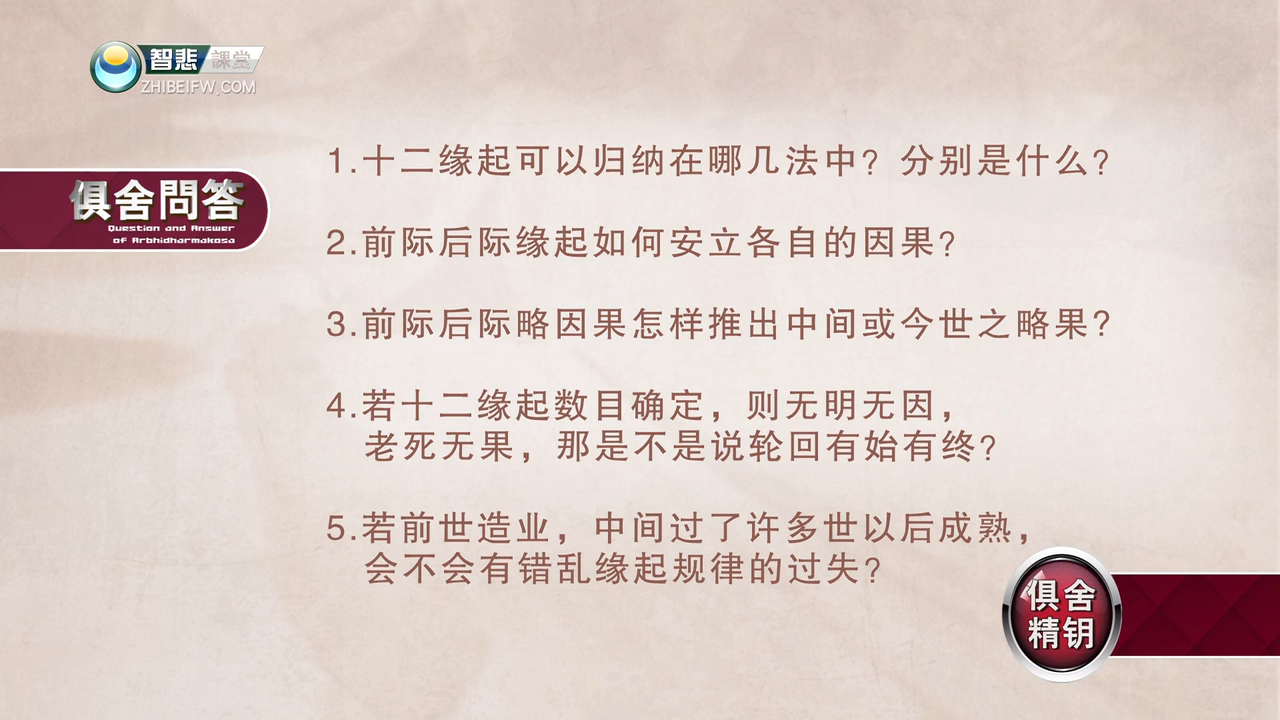 智悲課堂
ZHIBEIFW.COM
俱舍問答
Question and Answer
of Arbhidharmakosa
1.十二缘起可以归纳在哪几法中？分别是什么？
2.前际后际缘起如何安立各自的因果？
3.前际后际略因果怎样推出中间或今世之略果？
4.若十二缘起数目确定，则无明无因，
老死无果，那是不是说轮回有始有终？
5.若前世造业，中间过了许多世以后成熟，
会不会有错乱缘起规律的过失？
俱舍
精钥